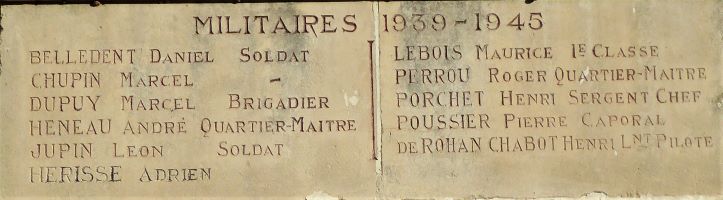 MILITAIRES 1939-1945
BELLEDENT DANIEL SOLDAT
CHUPIN MARCEL -
DUPUY MARCEL BRIGADIER
HENEAU ANDRÉ QUARTIER-MAITRE
JUPIN LEON SOLDAT
HERISSE ADRIEN
LEBOIS MAURICE 1E CLASSE
PERROU ROGER QUARTIER-MAITRE
PORCHET HENRI SERGENT CHEF
POUSSIER PIERRE CAPORAL
DE ROHAN CHABOT HENRI LNT PILOTE